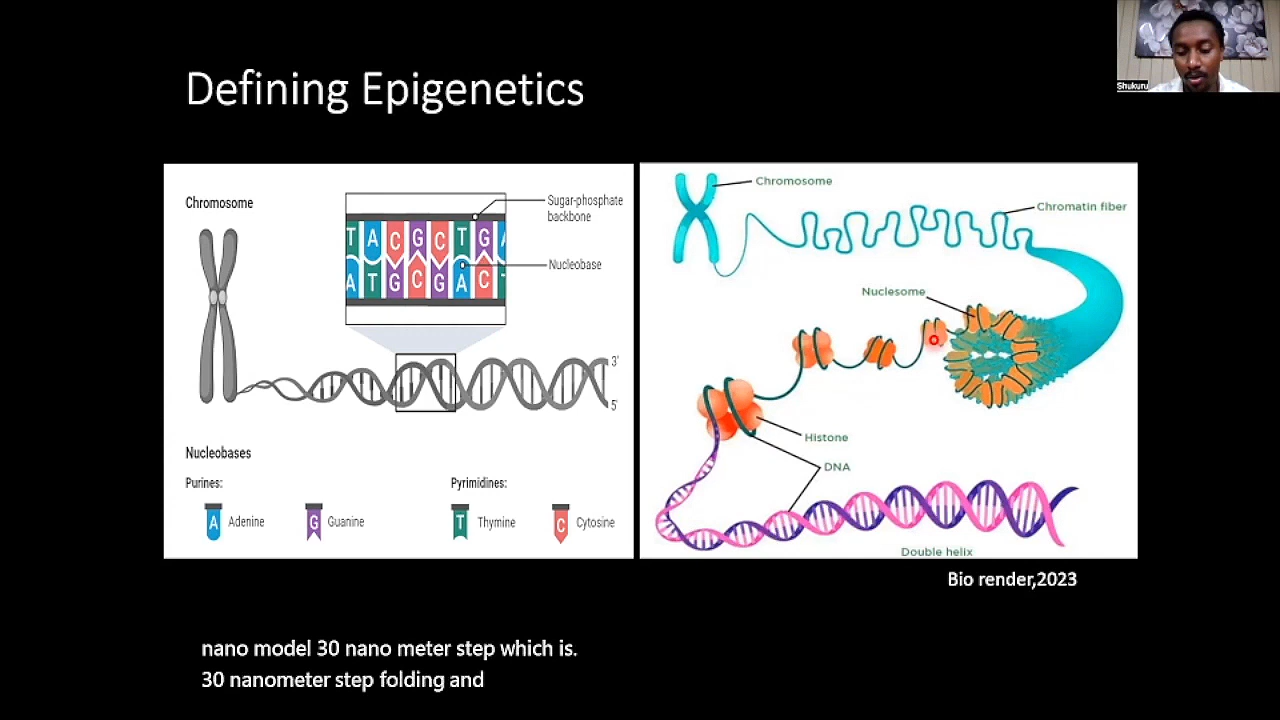 Shukuru
Defining Epigenetics
Chromosome
Sugar-phosphate
backbone
T A C G C T G A
Nucleobase
A T G C G A C T
3'
5'
Nucleobases
Purines:
Pyrimidines:
A Adenine
G Guanine
T Thymine
C Cytosine
Chromosome
Chromatin fiber
Nuclesome
Histone
DNA
Double helix
Bio render,2023
nano model 30 nano meter step which is.
30 nanometer step folding and